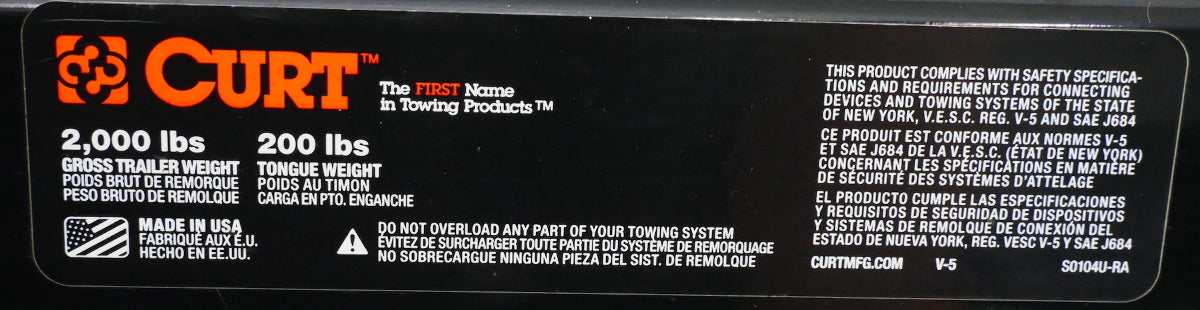 CURT™
The FIRST Name
in Towing Products™
2,000 lbs
GROSS TRAILER WEIGHT
POIDS BRUT DE REMORQUE
PESO BRUTO DE REMOLQUE
200 lbs
TONGUE WEIGHT
POIDS AU TIMON
CARGA EN PTO. ENGANCHE
MADE IN USA
FABRIQUÉ AUX É.U.
HECHO EN EE.UU.
DO NOT OVERLOAD ANY PART OF YOUR TOWING SYSTEM
ÉVITEZ DE SURCHARGER TOUTE PARTIE DU SYSTÈME DE REMORQUAGE
NO SOBRECARGUE NINGUNA PIEZA DEL SIST. DE REMOLQUE
THIS PRODUCT COMPLIES WITH SAFETY SPECIFICA-
TIONS AND REQUIREMENTS FOR CONNECTING
DEVICES AND TOWING SYSTEMS OF THE STATE
OF NEW YORK, V.E.S.C. REG. V-5 AND SAE J684
CE PRODUIT EST CONFORME AUX NORMES V-5
ET SAE J684 DE LA V.E.S.C. (ÉTAT DE NEW YORK)
CONCERNANT LES SPÉCIFICATIONS EN MATIÈRE
DE SÉCURITÉ DES SYSTÈMES D'ATTELAGE
EL PRODUCTO CUMPLE LAS ESPECIFICACIONES
Y REQUISITOS DE SEGURIDAD DE DISPOSITIVOS
Y SISTEMAS DE REMOLQUE DE CONEXIÓN DEL
ESTADO DE NUEVA YORK, REG. VESC V-5 Y SAE J684
CURTMFG.COM V-5 S0104U-RA